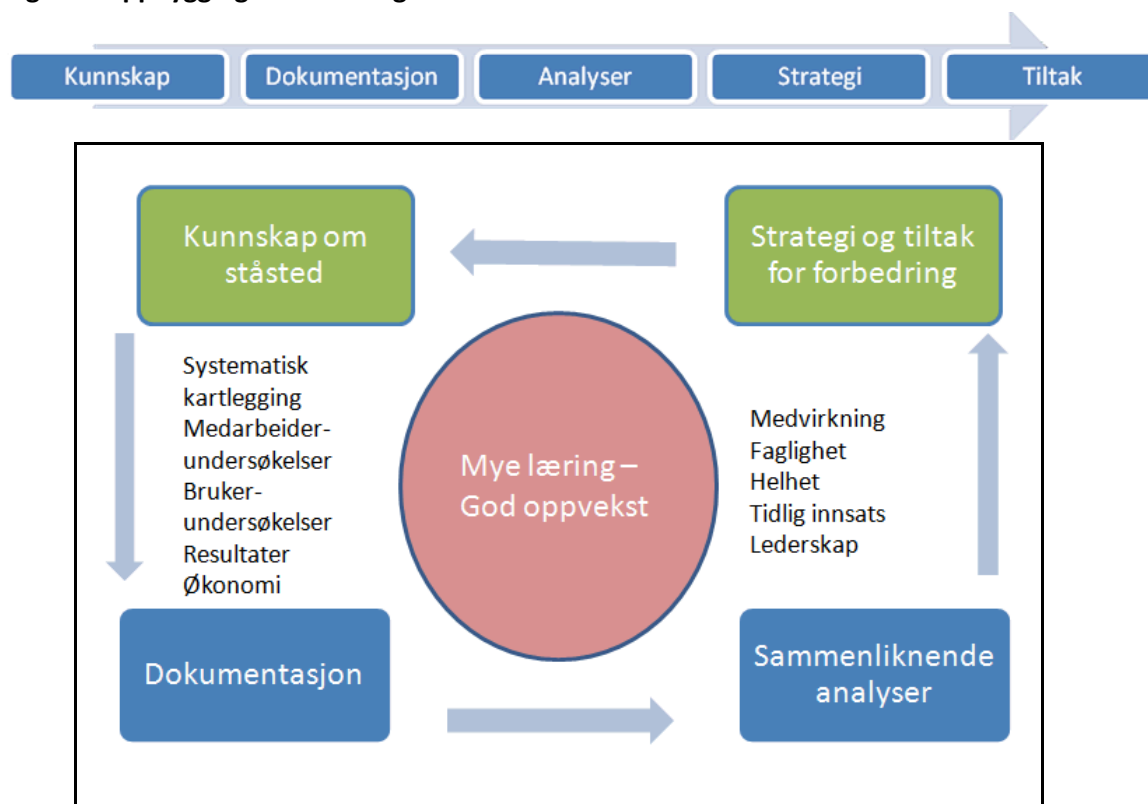 Kunnskap
Dokumentasjon
Analyser
Strategi
Tiltak
Kunnskap om
ståsted
Strategi og tiltak
for forbedring
Systematisk
kartlegging
Medarbeider-
undersøkelser
Bruker-
undersøkelser
Resultater
Økonomi
Mye læring –
God oppvekst
Medvirkning
Faglighet
Helhet
Tidlig innsats
Lederskap
Dokumentasjon
Sammenliknende
analyser